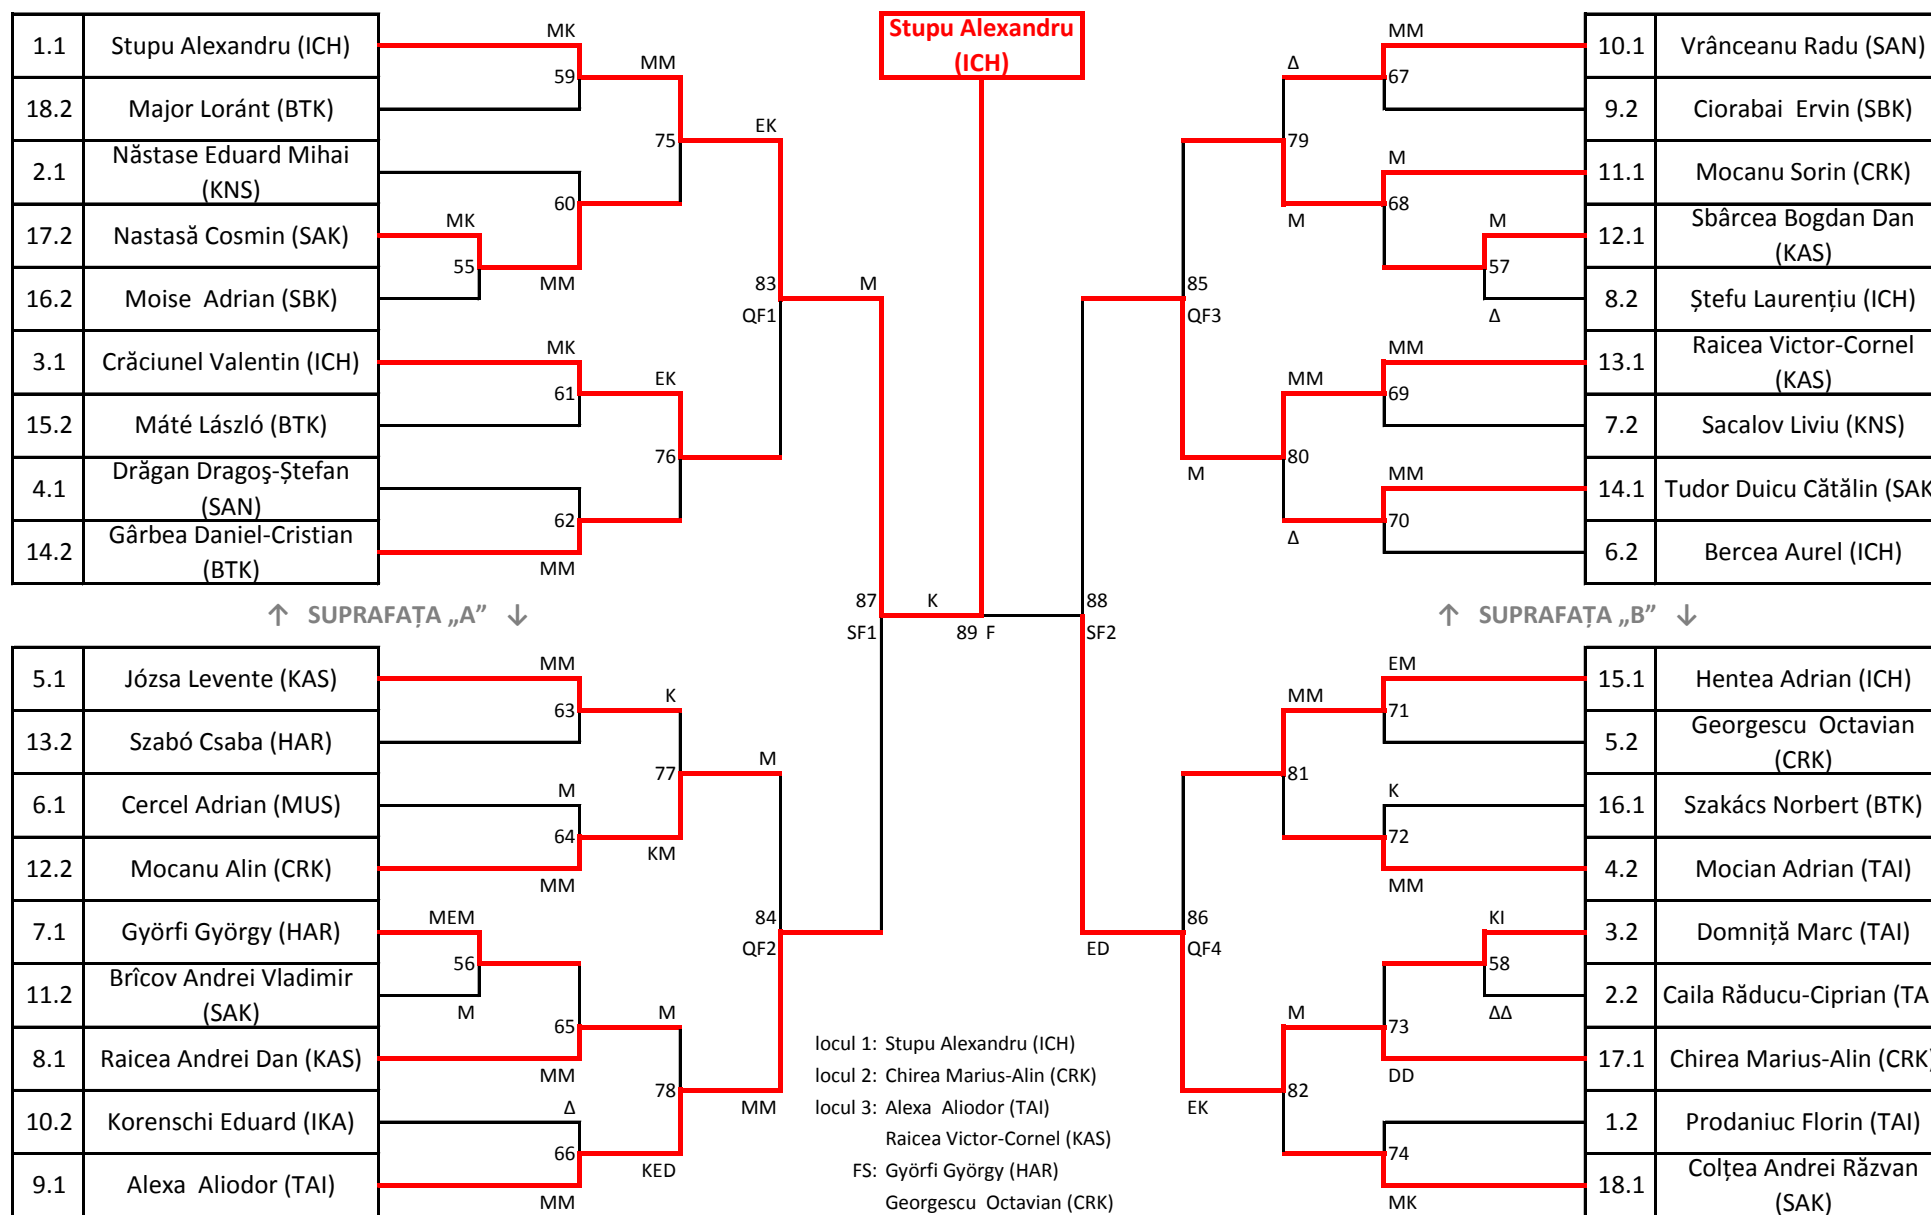 Stupu Alexandru
(ICH)
1.1 Stupu Alexandru (ICH)
MK
59
MM
18.2 Major Loránt (BTK)
75
EK
2.1 Năstase Eduard Mihai
(KNS)
60
17.2 Nastasă Cosmin (SAK)
MK
55
MM
16.2 Moise Adrian (SBK)
83
QF1
M
3.1 Crăciunel Valentin (ICH)
MK
61
EK
15.2 Máté László (BTK)
76
4.1 Drăgan Dragoş-Ștefan
(SAN)
62
14.2 Gârbea Daniel-Cristian
(BTK)
MM
↑ SUPRAFAȚA „A” ↓
87
SF1
K
89 F
5.1 Józsa Levente (KAS)
MM
63
K
13.2 Szabó Csaba (HAR)
77
M
6.1 Cercel Adrian (MUS)
M
64
KM
12.2 Mocanu Alin (CRK)
MM
84
QF2
7.1 Györfi György (HAR)
MEM
56
M
11.2 Brîcov Andrei Vladimir
(SAK)
65
M
8.1 Raicea Andrei Dan (KAS)
MM
78
MM
10.2 Korenschi Eduard (IKA)
Δ
66
KED
9.1 Alexa Aliodor (TAI)
MM
locul 1: Stupu Alexandru (ICH)
locul 2: Chirea Marius-Alin (CRK)
locul 3: Alexa Aliodor (TAI)
Raicea Victor-Cornel (KAS)
FS: Györfi György (HAR)
Georgescu Octavian (CRK)
MM
10.1 Vrânceanu Radu (SAN)
Δ
67
9.2 Ciorabai Ervin (SBK)
79
M
11.1 Mocanu Sorin (CRK)
68
M
M
12.1 Sbârcea Bogdan Dan
(KAS)
57
8.2 Ștefu Laurențiu (ICH)
Δ
85
QF3
MM
13.1 Raicea Victor-Cornel
(KAS)
MM
69
7.2 Sacalov Liviu (KNS)
80
M
MM
14.1 Tudor Duicu Cătălin (SAK
70
Δ
6.2 Bercea Aurel (ICH)
88
SF2
↑ SUPRAFAȚA „B” ↓
EM
15.1 Hentea Adrian (ICH)
MM
71
5.2 Georgescu Octavian
(CRK)
81
K
16.1 Szakács Norbert (BTK)
72
4.2 Mocian Adrian (TAI)
MM
86
QF4
ED
KI
3.2 Domniță Marc (TAI)
58
2.2 Caila Răducu-Ciprian (TA
ΔΔ
M
73
17.1 Chirea Marius-Alin (CRK)
DD
82
EK
1.2 Prodaniuc Florin (TAI)
74
18.1 Colțea Andrei Răzvan
(SAK)
MK